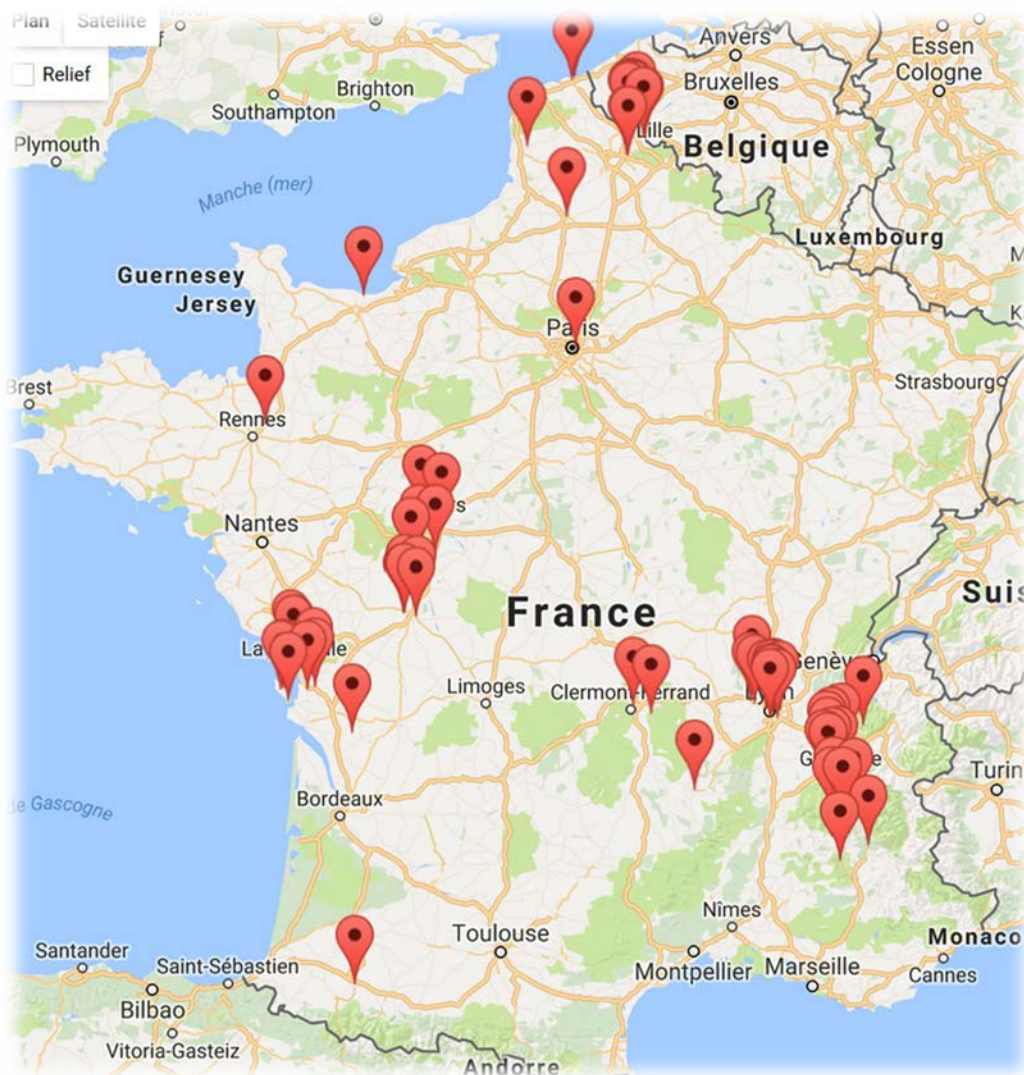 Plan Satellite
Relief
Southampton
Brighton
Plymouth
Manche (mer)
Anvers
Bruxelles
Essen
Cologne
Lille
Belgique
Luxembourg
Guernesey
Jersey
Paris
Strasbourg
Brest
Rennes
Nantes
France
Limoges
Clermont-Ferrand
Lyon
Genève
Turin
Bordeaux
de Gascogne
Nîmes
Toulouse
Montpellier
Marseille
Monaco
Cannes
Santander
Saint-Sébastien
Bilbao
Vitoria-Gasteiz
Andorre